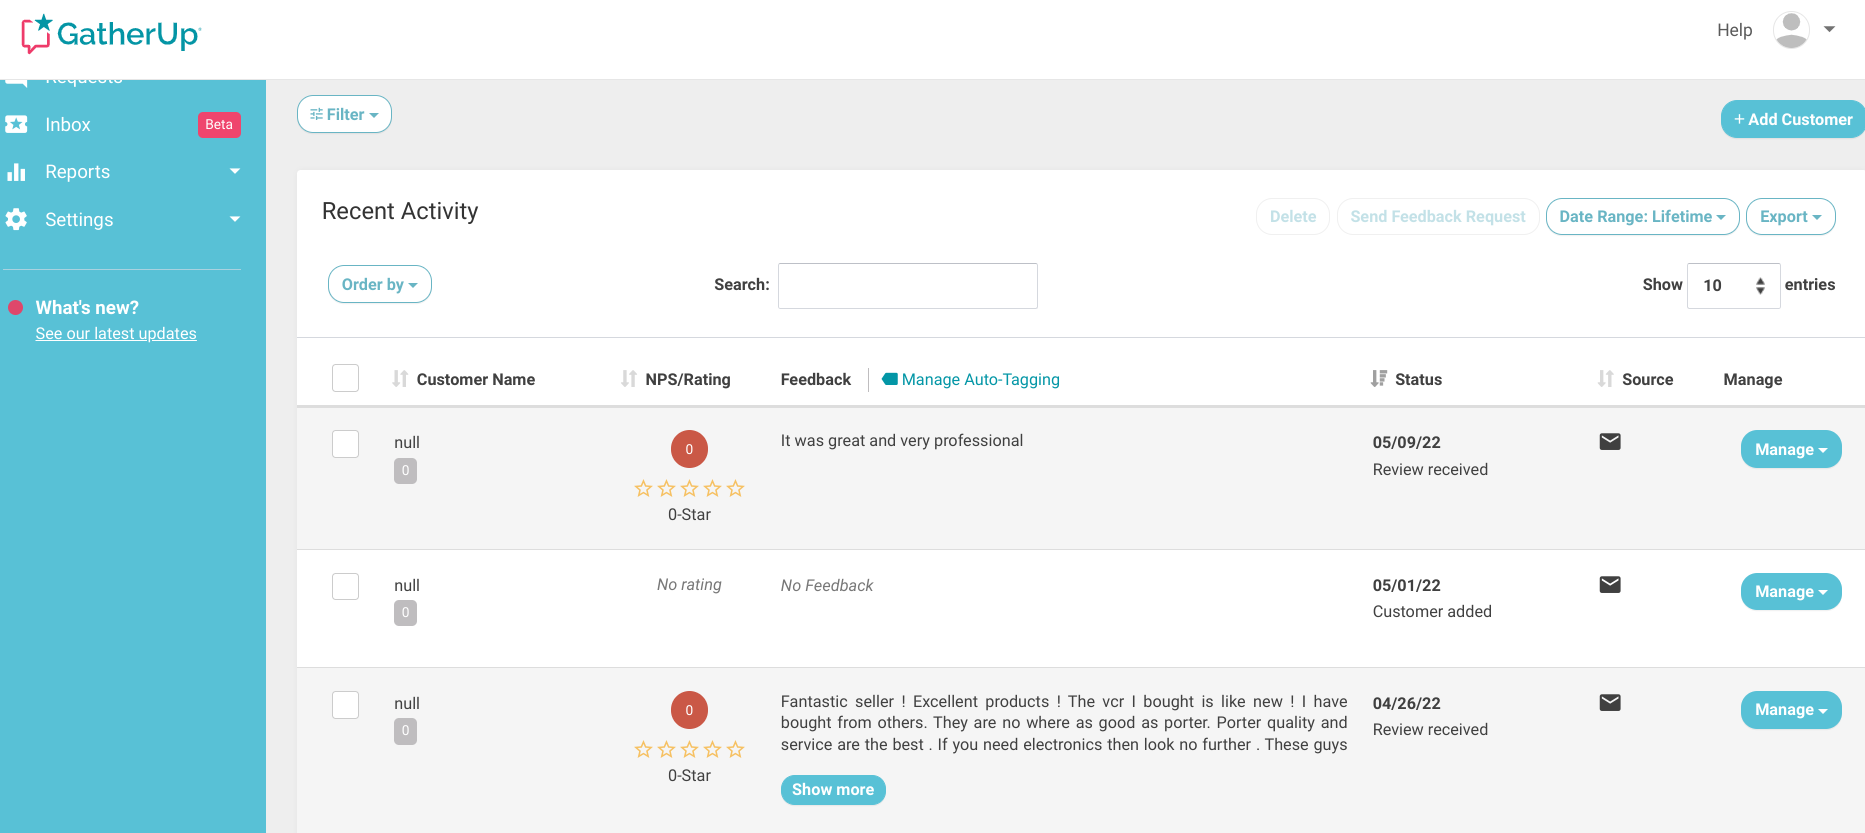 GatherUp
Help
Requests
Inbox Beta
Reports
Settings
What's new?
See our latest updates
Filter
+ Add Customer
Recent Activity
Delete Send Feedback Request Date Range: Lifetime Export
Order by Search: Show 10 entries
Customer Name NPS/Rating Feedback Manage Auto-Tagging Status Source Manage
null 0 It was great and very professional 05/09/22 Manage
0 Review received
0-Star
null No rating No Feedback 05/01/22 Manage
0 Customer added
null 0 Fantastic seller ! Excellent products ! The vcr I bought is like new ! I have 04/26/22 Manage
0 bought from others. They are no where as good as porter. Porter quality and Review received
service are the best . If you need electronics then look no further . These guys
0-Star
Show more